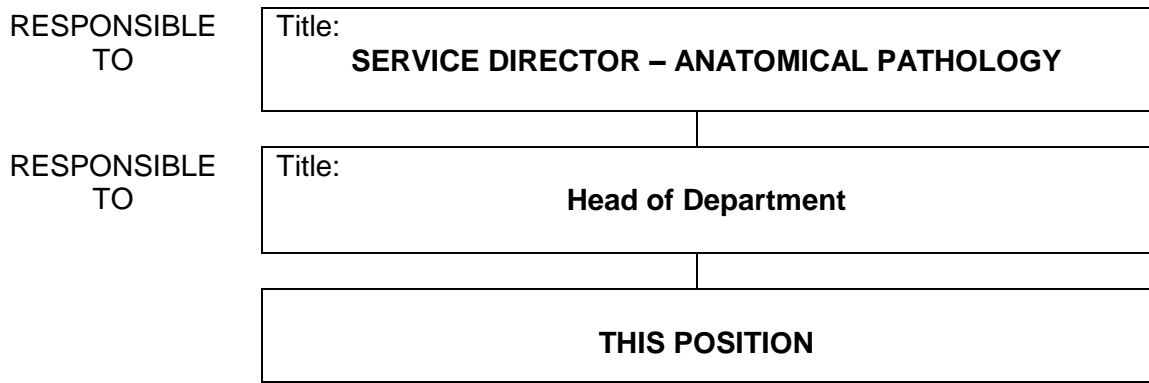 RESPONSIBLE
TO
Title:
SERVICE DIRECTOR – ANATOMICAL PATHOLOGY
RESPONSIBLE
TO
Title:
Head of Department
THIS POSITION